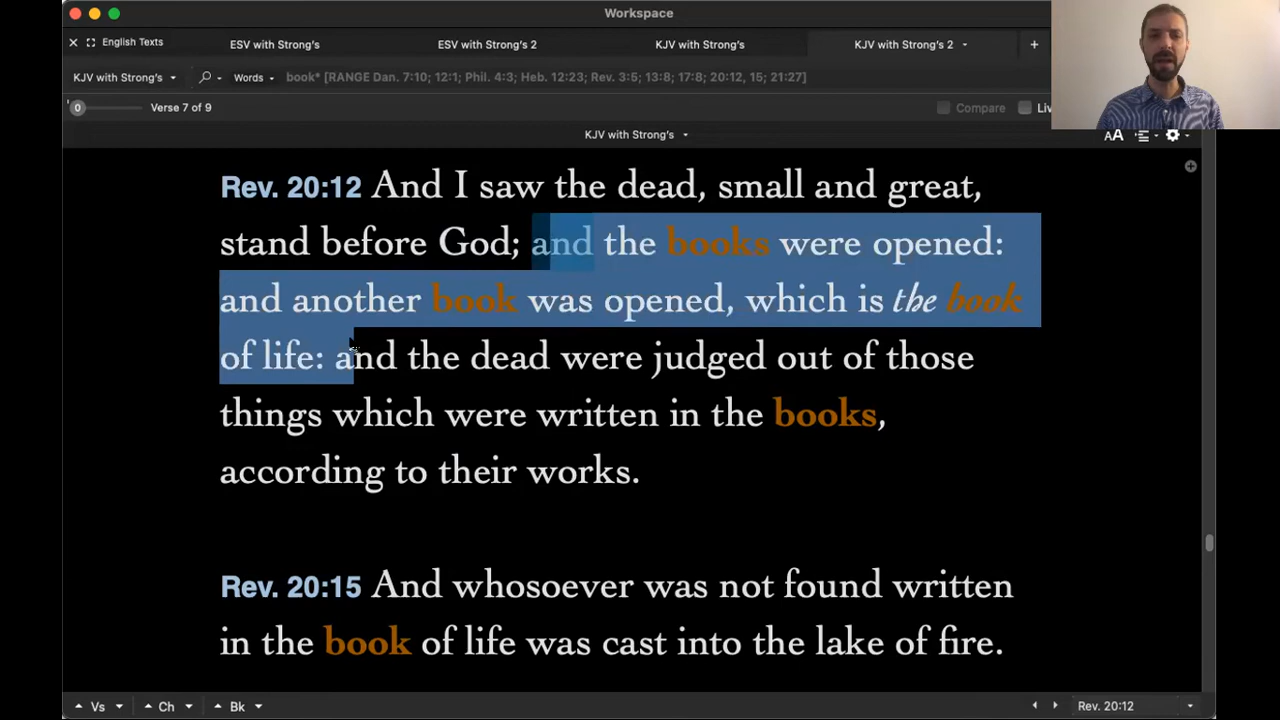 Workspace
English Texts
ESV with Strong's
ESV with Strong's 2
KJV with Strong's
KJV with Strong's 2
KJV with Strong's
Words
book* [RANGE Dan. 7:10; 12:1; Phil. 4:3; Heb. 12:23; Rev. 3:5; 13:8; 17:8; 20:12, 15; 21:27]
0
Verse 7 of 9
Compare
Liv
KJV with Strong's
AA
Rev. 20:12 And I saw the dead, small and great,
stand before God; and the books were opened:
and another book was opened, which is the book
of life: and the dead were judged out of those
things which were written in the books,
according to their works.
Rev. 20:15 And whosoever was not found written
in the book of life was cast into the lake of fire.
Vs
Ch
Bk
Rev. 20:12